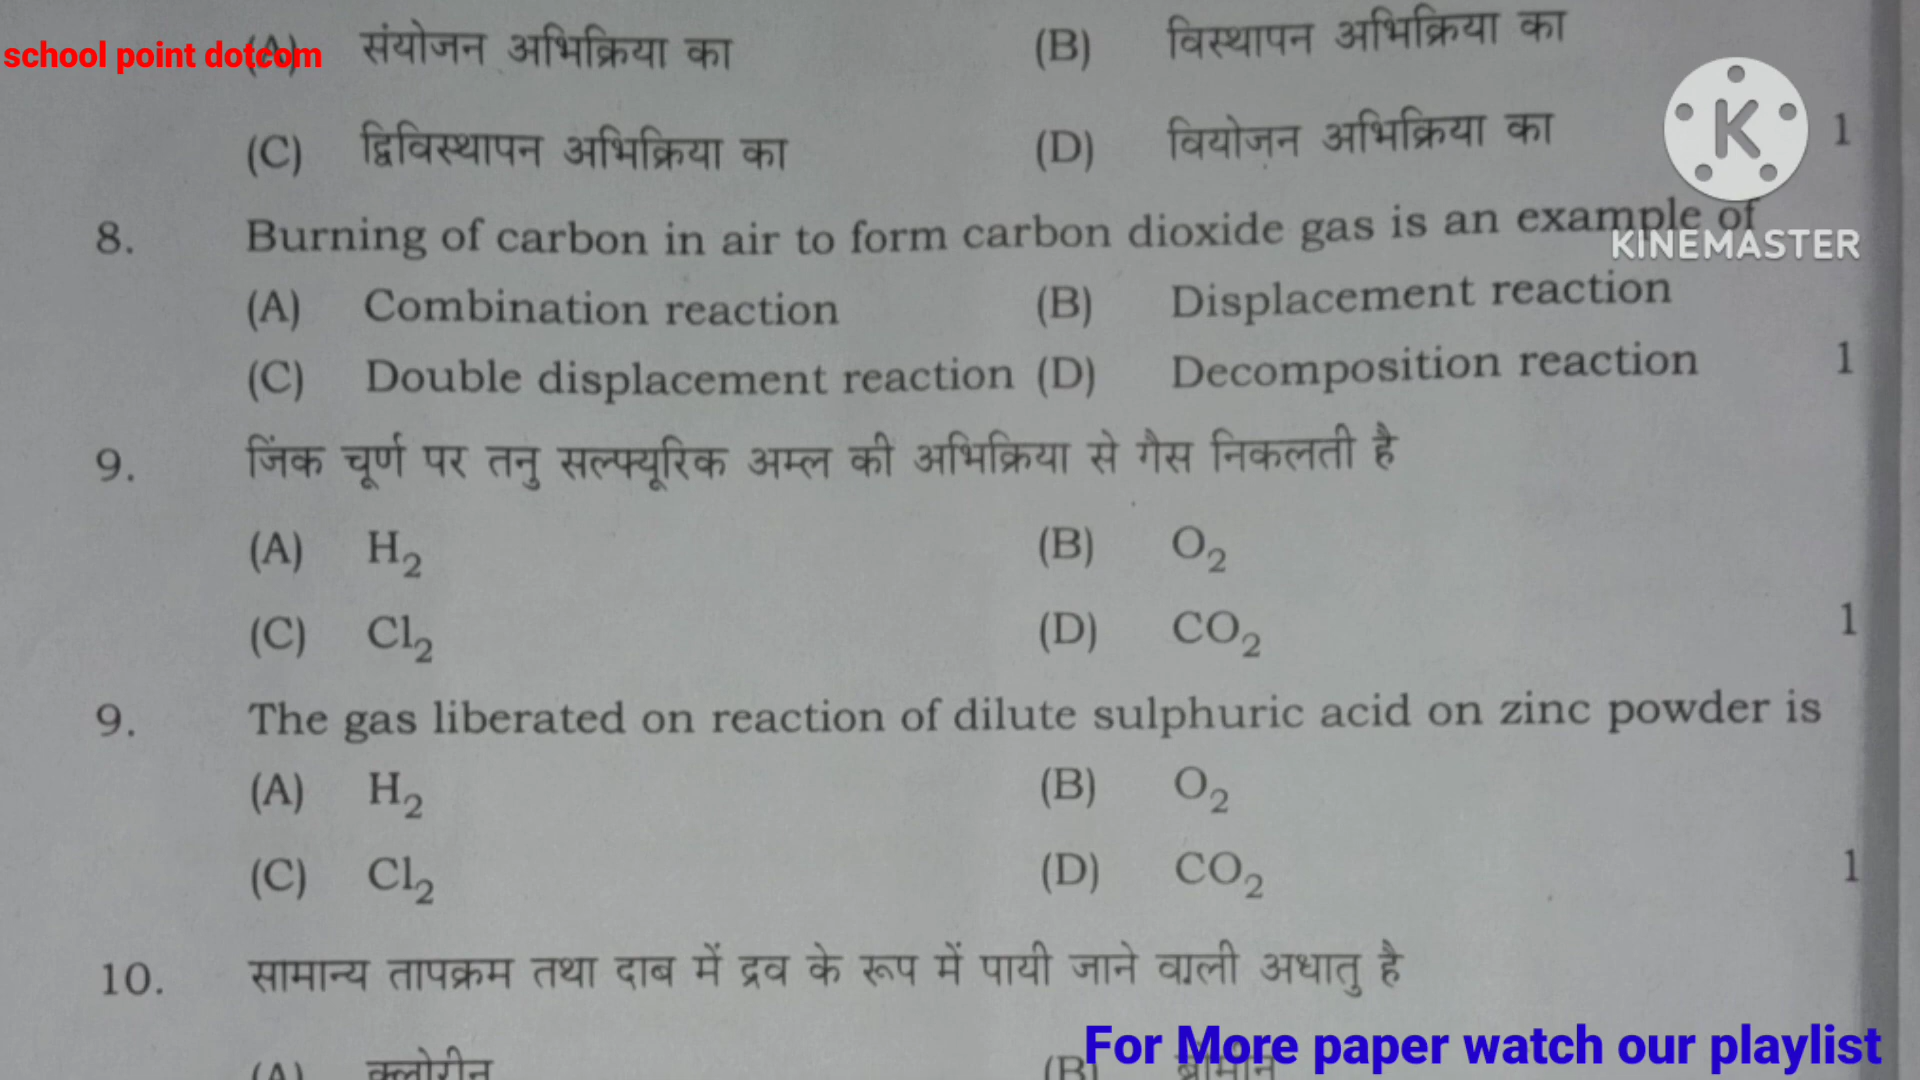 school point dotcom
(A) संयोजन अभिक्रिया का (B) विस्थापन अभिक्रिया का
(C) द्विविस्थापन अभिक्रिया का (D) वियोजन अभिक्रिया का 1
K
KINEMASTER
8. Burning of carbon in air to form carbon dioxide gas is an example of
(A) Combination reaction (B) Displacement reaction
(C) Double displacement reaction (D) Decomposition reaction 1
9. जिंक चूर्ण पर तनु सल्फ्यूरिक अम्ल की अभिक्रिया से गैस निकलती है
(A) H₂ (B) O₂
(C) Cl₂ (D) CO₂ 1
9. The gas liberated on reaction of dilute sulphuric acid on zinc powder is
(A) H₂ (B) O₂
(C) Cl₂ (D) CO₂ 1
10. सामान्य तापक्रम तथा दाब में द्रव के रूप में पायी जाने वाली अधातु है
(A) क्लोरीन (B) ब्रोमीन
For More paper watch our playlist